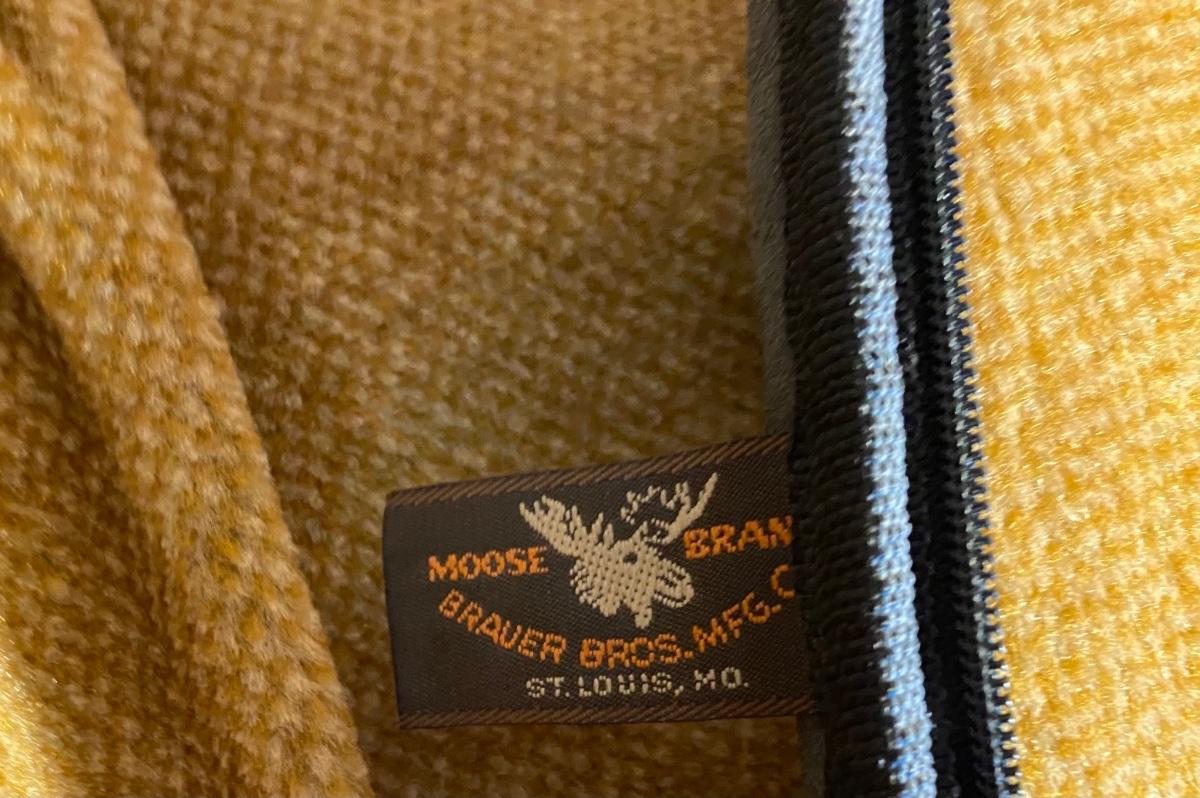 MOOSE BRAN
BRAUER BROS. MFG. C
ST. LOUIS, MO.